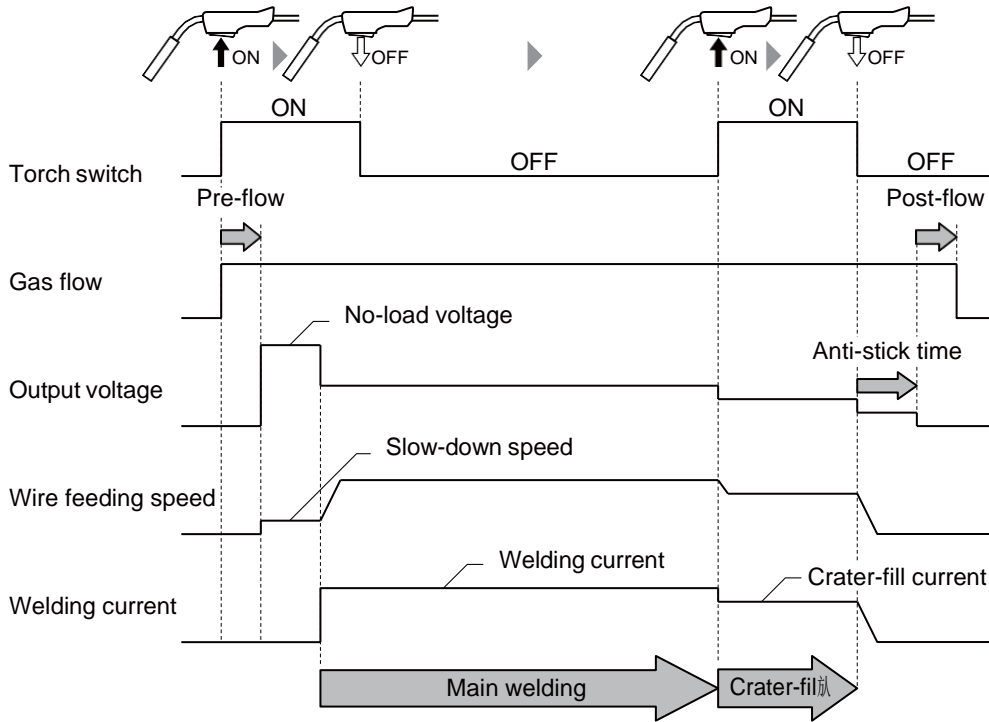 ON
OFF
ON
OFF
ON
ON
Torch switch
OFF
OFF
Pre-flow
Post-flow
Gas flow
No-load voltage
Anti-stick time
Output voltage
Slow-down speed
Wire feeding speed
Welding current
Crater-fill current
Welding current
Main welding
Crater-fil